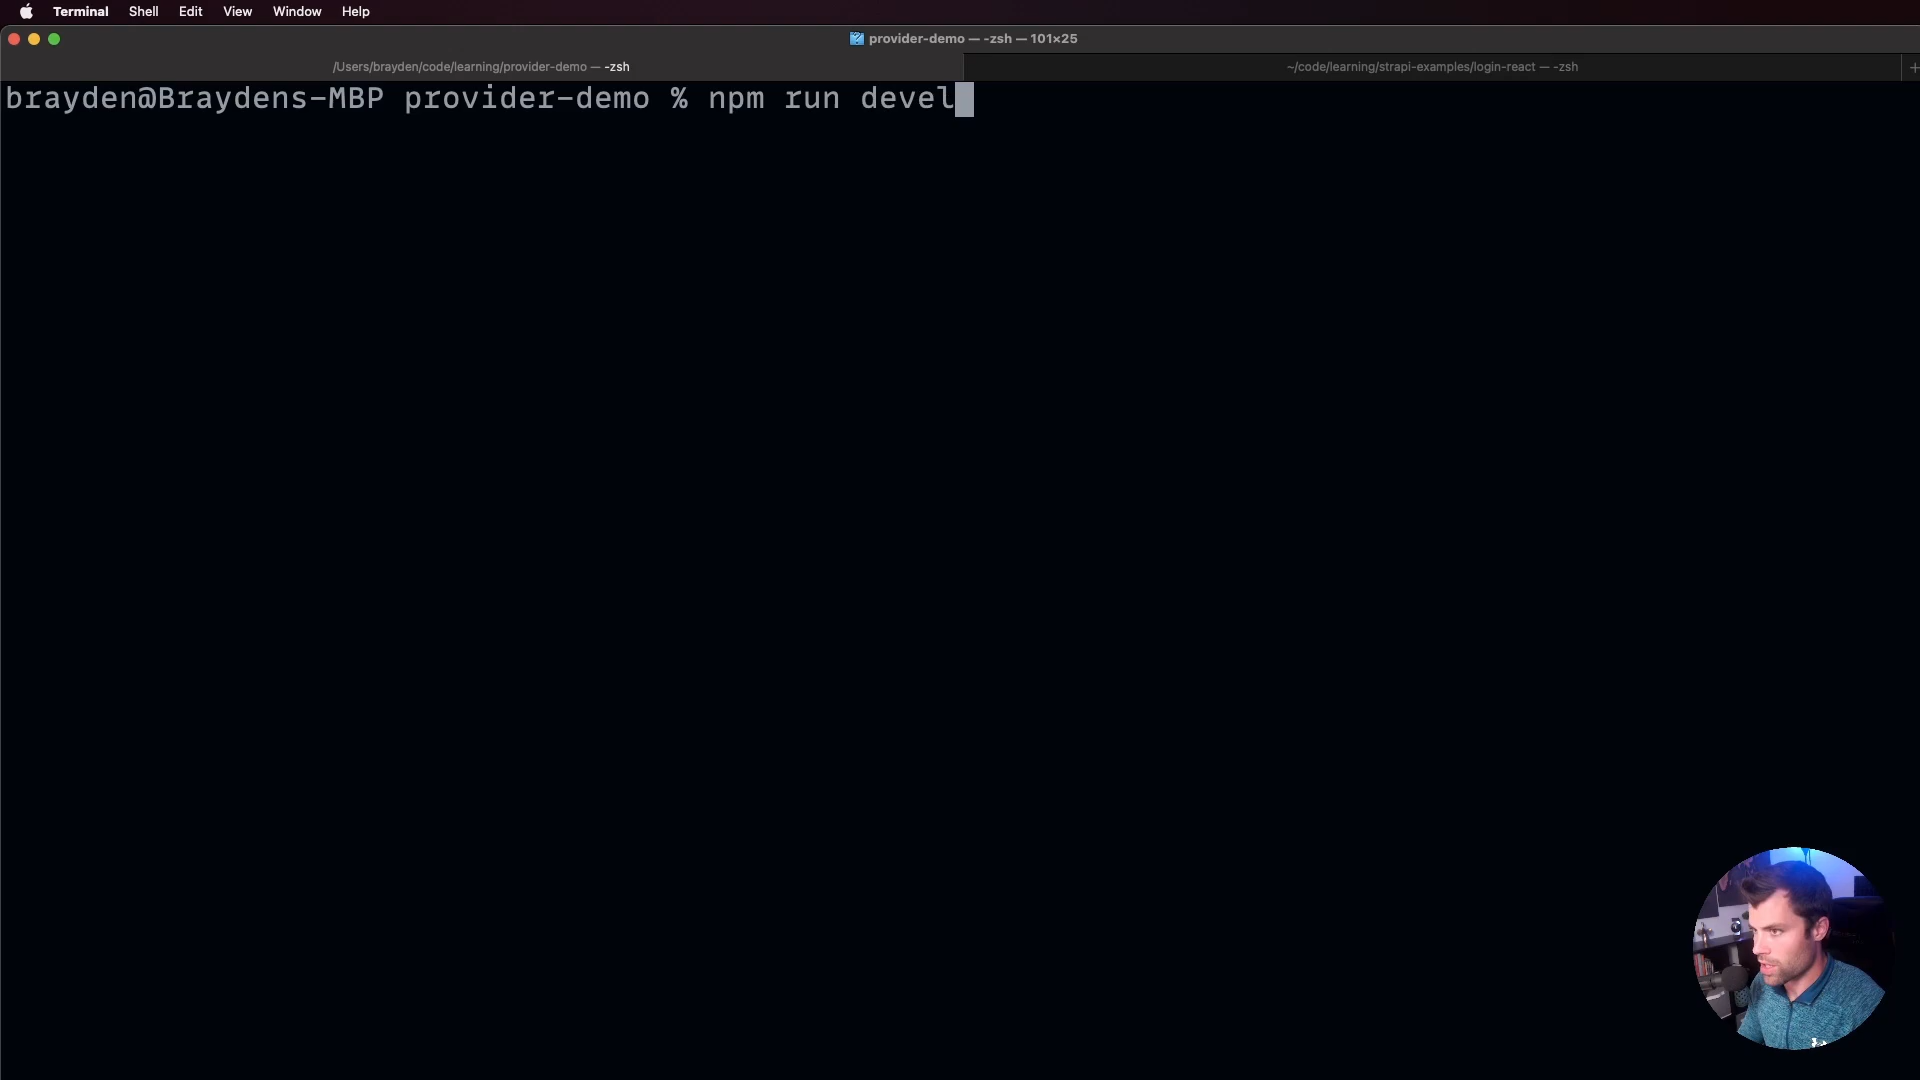 Terminal Shell Edit View Window Help
provider-demo — -zsh — 101×25
/Users/brayden/code/learning/provider-demo — -zsh
~/code/learning/strapi-examples/login-react — -zsh
brayden@Braydens-MBP provider-demo % npm run devel